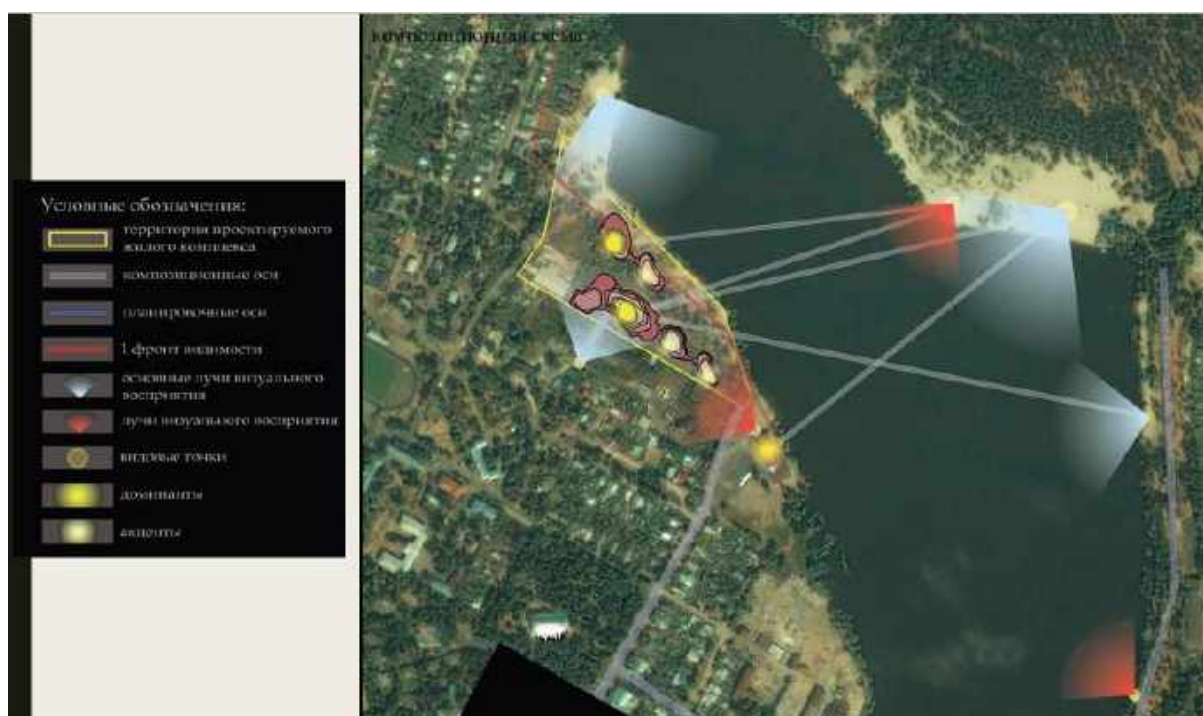 композиционная схема
Условные обозначения:
территория проектируемого
жилого комплекса
композиционные оси
планировочные оси
1 фронт видимости
основные лучи визуального
восприятия
лучи визуального восприятия
видовые точки
доминанты
акценты